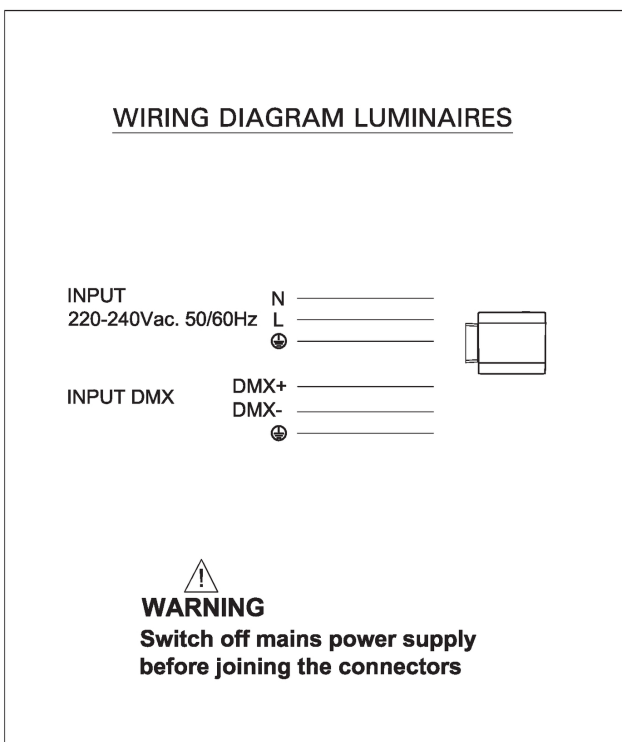 WIRING DIAGRAM LUMINAIRES
INPUT N
220-240Vac. 50/60Hz L
DMX+
INPUT DMX
DMX-
!
WARNING
Switch off mains power supply
before joining the connectors